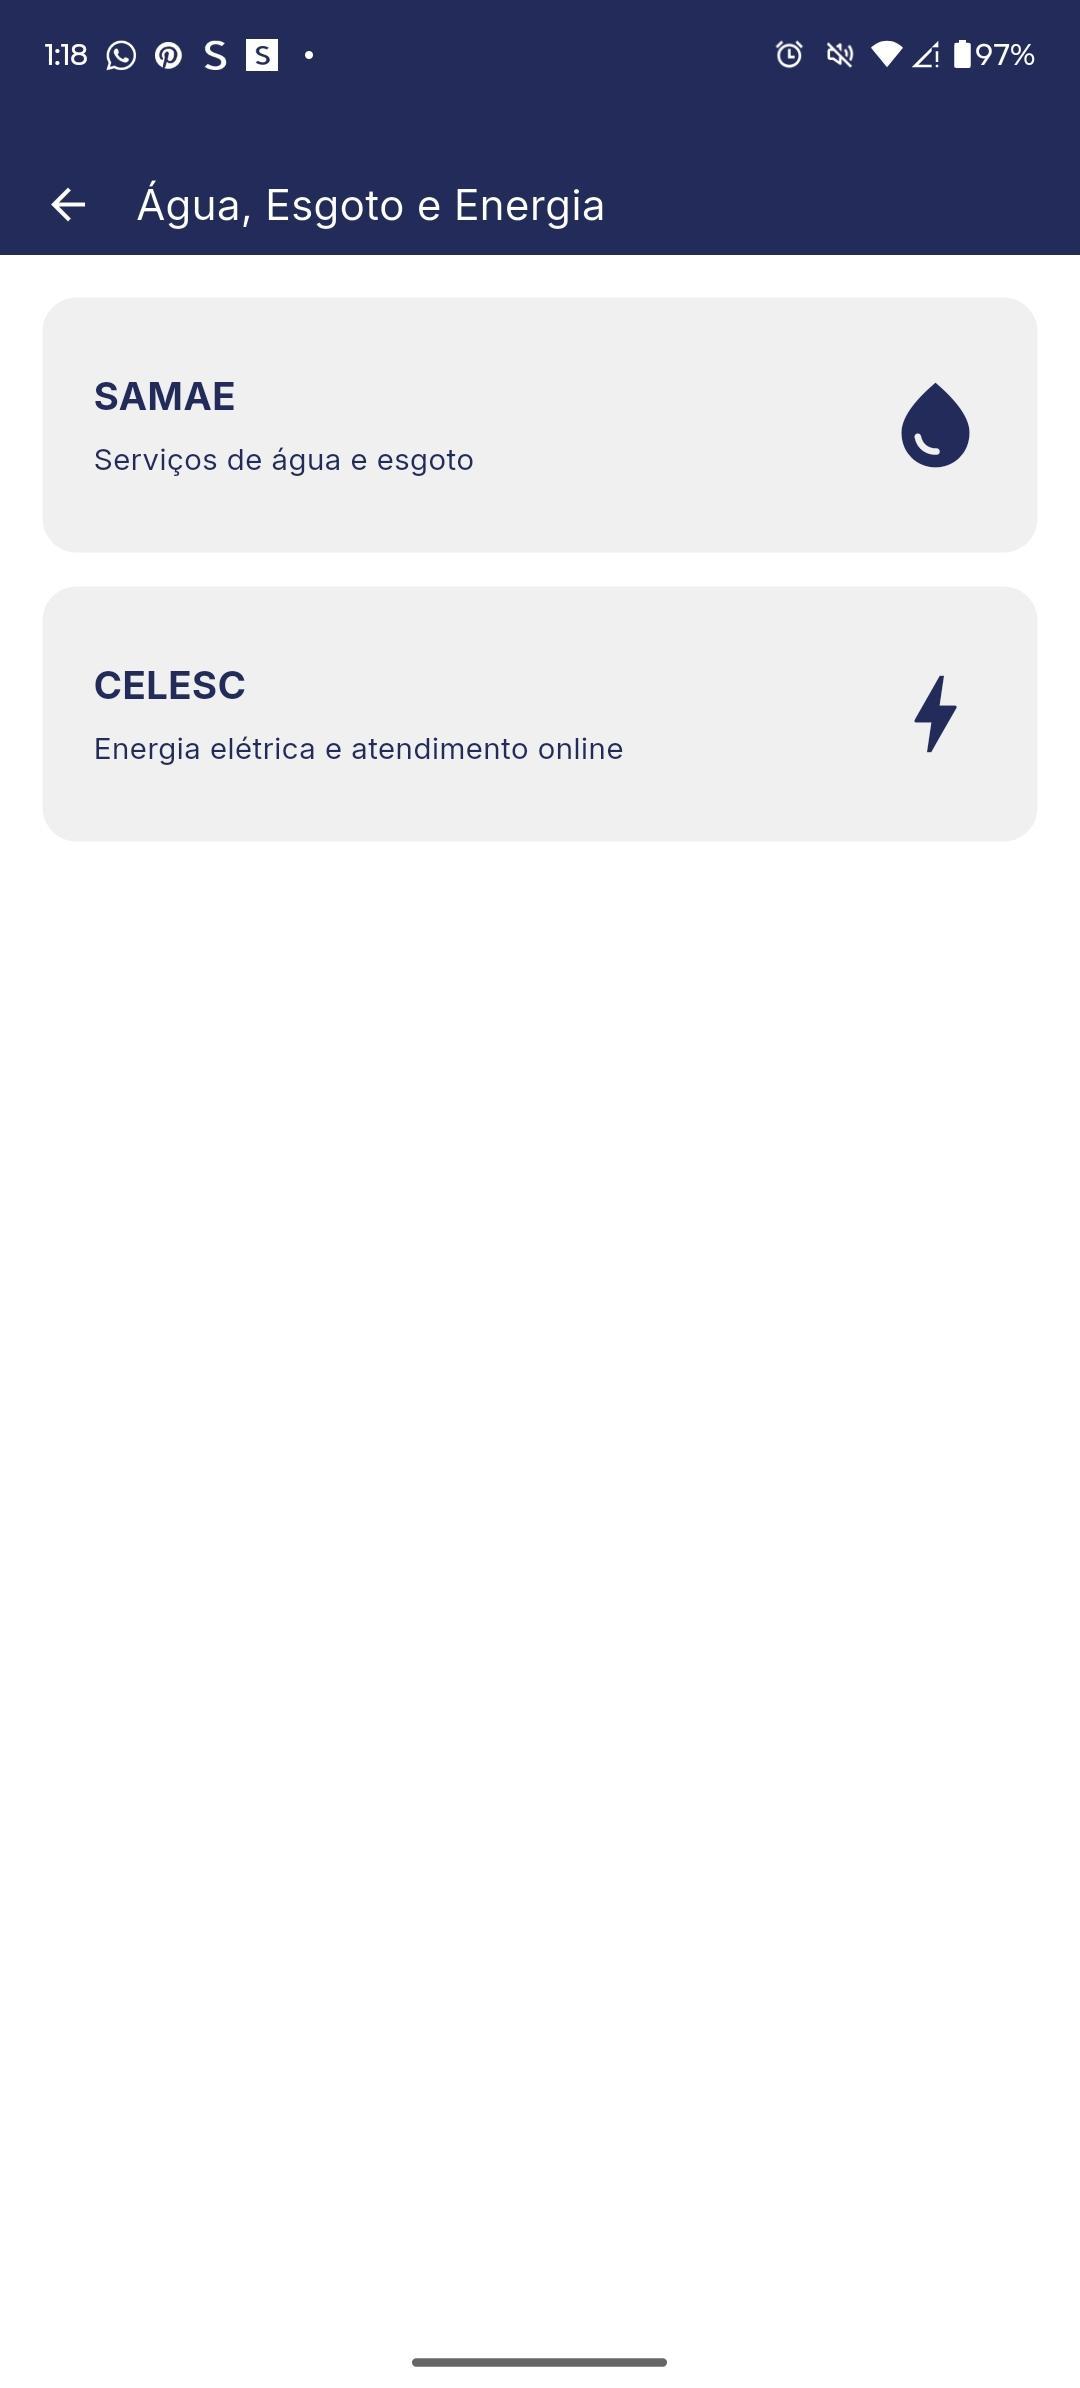 1:18 S S 97%
Água, Esgoto e Energia
SAMAE
Serviços de água e esgoto
CELESC
Energia elétrica e atendimento online